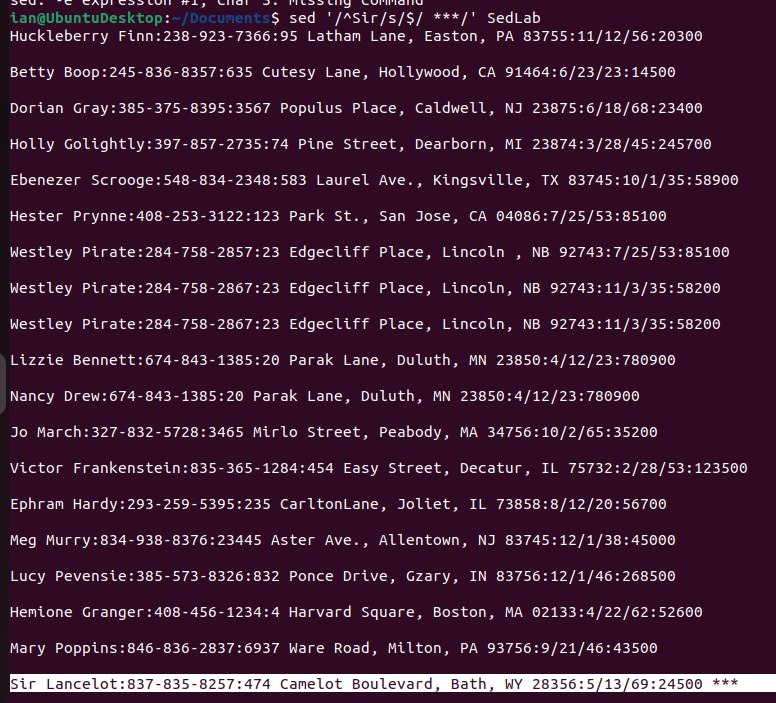 sed: -e expression #1, char 5: Missing command
ian@UbuntuDesktop:~/Documents$ sed '/^Sir/s/$/ ***/' SedLab
Huckleberry Finn:238-923-7366:95 Latham Lane, Easton, PA 83755:11/12/56:20300
Betty Boop:245-836-8357:635 Cutesy Lane, Hollywood, CA 91464:6/23/23:14500
Dorian Gray:385-375-8395:3567 Populus Place, Caldwell, NJ 23875:6/18/68:23400
Holly Golightly:397-857-2735:74 Pine Street, Dearborn, MI 23874:3/28/45:245700
Ebenezer Scrooge:548-834-2348:583 Laurel Ave., Kingsville, TX 83745:10/1/35:58900
Hester Prynne:408-253-3122:123 Park St., San Jose, CA 04086:7/25/53:85100
Westley Pirate:284-758-2857:23 Edgecliff Place, Lincoln , NB 92743:7/25/53:85100
Westley Pirate:284-758-2867:23 Edgecliff Place, Lincoln, NB 92743:11/3/35:58200
Westley Pirate:284-758-2867:23 Edgecliff Place, Lincoln, NB 92743:11/3/35:58200
Lizzie Bennett:674-843-1385:20 Parak Lane, Duluth, MN 23850:4/12/23:780900
Nancy Drew:674-843-1385:20 Parak Lane, Duluth, MN 23850:4/12/23:780900
Jo March:327-832-5728:3465 Mirlo Street, Peabody, MA 34756:10/2/65:35200
Victor Frankenstein:835-365-1284:454 Easy Street, Decatur, IL 75732:2/28/53:123500
Ephram Hardy:293-259-5395:235 CarltonLane, Joliet, IL 73858:8/12/20:56700
Meg Murry:834-938-8376:23445 Aster Ave., Allentown, NJ 83745:12/1/38:45000
Lucy Pevensie:385-573-8326:832 Ponce Drive, Gzary, IN 83756:12/1/46:268500
Hemione Granger:408-456-1234:4 Harvard Square, Boston, MA 02133:4/22/62:52600
Mary Poppins:846-836-2837:6937 Ware Road, Milton, PA 93756:9/21/46:43500
Sir Lancelot:837-835-8257:474 Camelot Boulevard, Bath, WY 28356:5/13/69:24500 ***